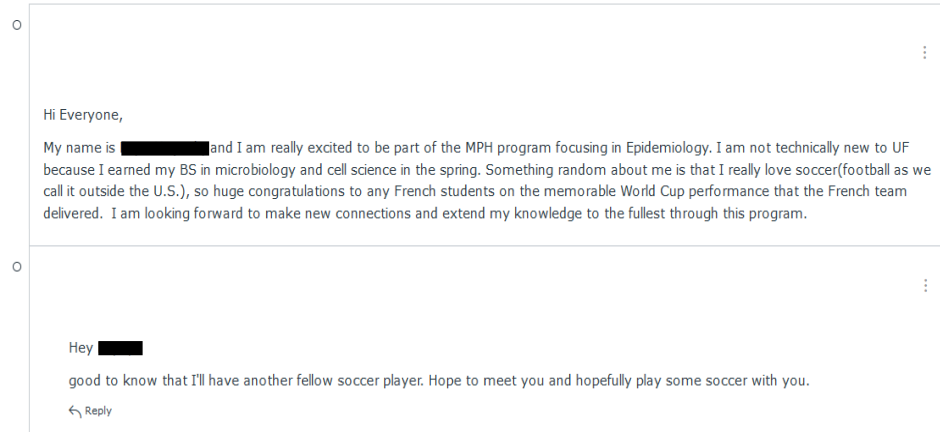 Hi Everyone,
My name is and I am really excited to be part of the MPH program focusing in Epidemiology. I am not technically new to UF
because I earned my BS in microbiology and cell science in the spring. Something random about me is that I really love soccer(football as we
call it outside the U.S.), so huge congratulations to any French students on the memorable World Cup performance that the French team
delivered.  I am looking forward to make new connections and extend my knowledge to the fullest through this program.
Hey
good to know that I'll have another fellow soccer player. Hope to meet you and hopefully play some soccer with you.
Reply